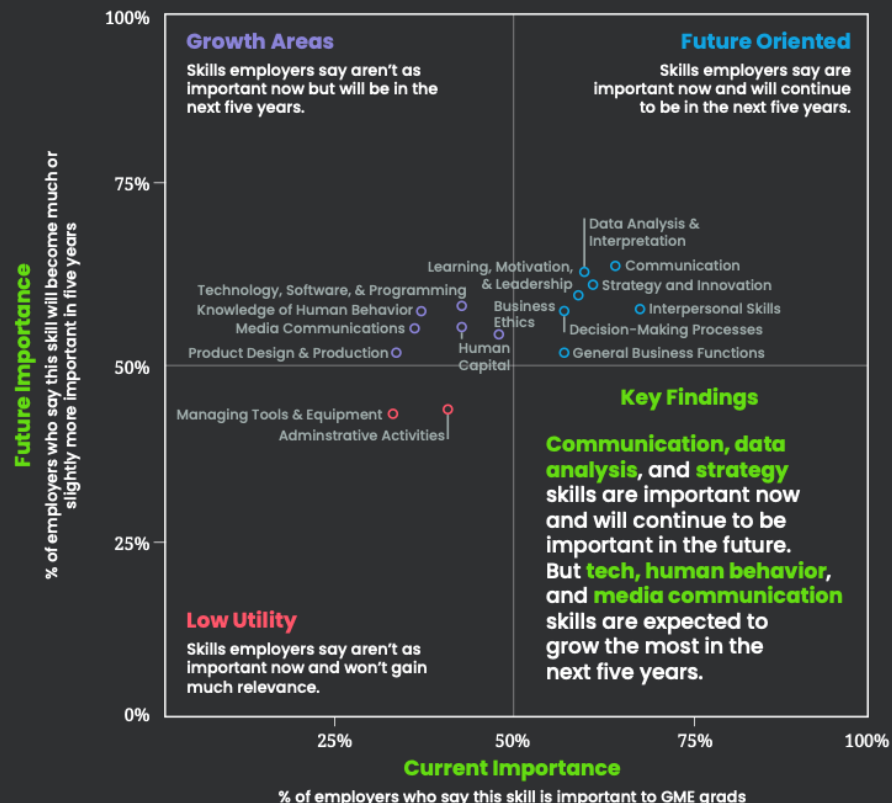 100%
75%
50%
25%
0%
Future Importance
% of employers who say this skill will become much or
slightly more important in five years
Growth Areas
Skills employers say aren't as
important now but will be in the
next five years.
Future Oriented
Skills employers say are
important now and will continue
to be in the next five years.
Data Analysis &
Interpretation
Communication
Learning, Motivation,
& Leadership
Strategy and Innovation
Technology, Software, & Programming
Knowledge of Human Behavior
Business
Ethics
Interpersonal Skills
Media Communications
Decision-Making Processes
Human
Capital
Product Design & Production
General Business Functions
Managing Tools & Equipment
Adminstrative Activities
Key Findings
Communication, data
analysis, and strategy
skills are important now
and will continue to be
important in the future.
But tech, human behavior,
and media communication
skills are expected to
grow the most in the
next five years.
Low Utility
Skills employers say aren't as
important now and won't gain
much relevance.
25%
50%
75%
100%
Current Importance
% of employers who say this skill is important to GME grads